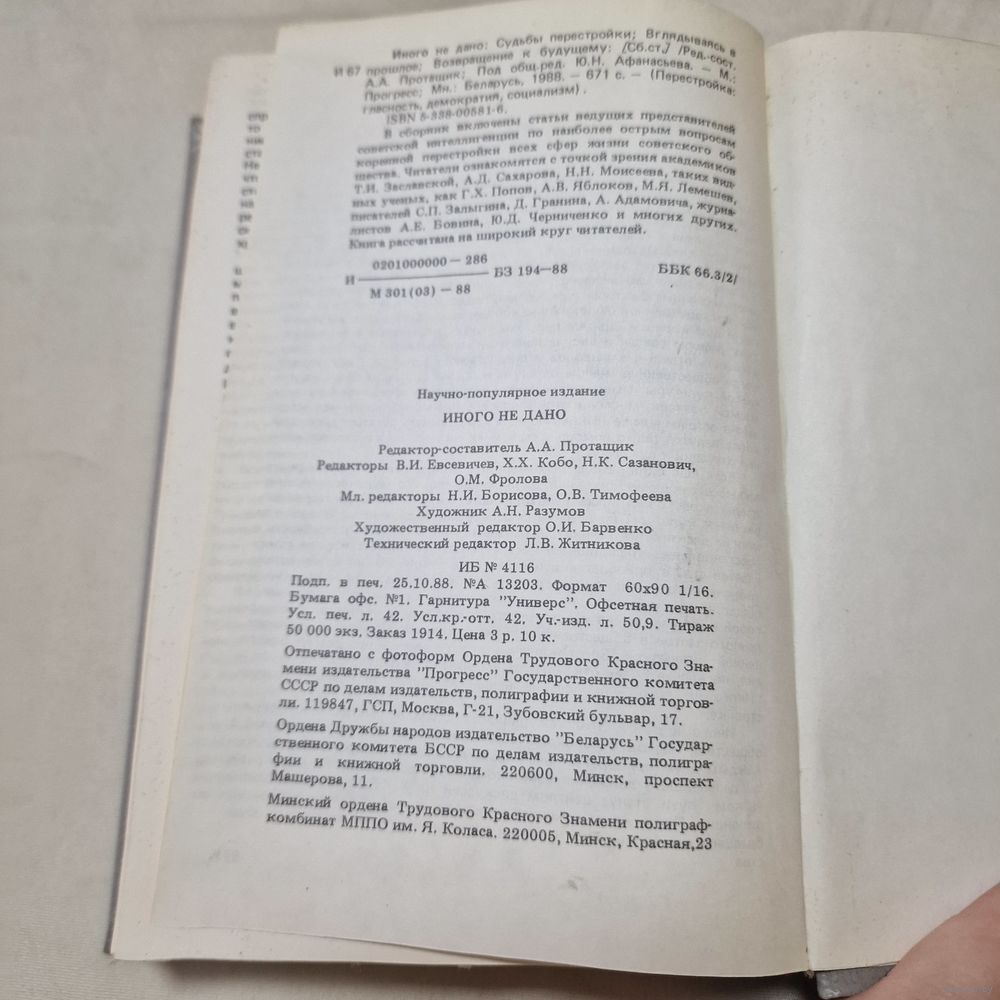 Иного не дано: Судьбы перестройки; Вглядываясь в
И 67 прошлое; Возвращение к будущему: [Сб.ст.] /Ред.-сост.
А.А. Протащик; Под общ.ред. Ю.Н. Афанасьева. – М.:
Прогресс; Мн.: Беларусь, 1988. – 671 с. – (Перестройка:
гласность, демократия, социализм).
ISBN 5-338-00581-6.
В сборник включены статьи ведущих представителей
советской интеллигенции по наиболее острым вопросам
коренной перестройки всех сфер жизни советского об-
щества. Читатели ознакомятся с точкой зрения академиков
Т.И. Заславской, А.Д. Сахарова, Н.Н. Моисеева, таких вид-
ных ученых, как Г.Х. Попов, А.В. Яблоков, М.Я. Лемешев,
писателей С.П. Залыгина, Д. Гранина, А. Адамовича, журна-
листов А.Е. Бовина, Ю.Д. Черниченко и многих других.
Книга рассчитана на широкий круг читателей.
0201000000 – 286
И БЗ 194–88 ББК 66.3/2/
М 301(03) – 88
Научно-популярное издание
ИНОГО НЕ ДАНО
Редактор-составитель А.А. Протащик
Редакторы В.И. Евсевичев, Х.Х. Кобо, Н.К. Сазанович,
О.М. Фролова
Мл. редакторы Н.И. Борисова, О.В. Тимофеева
Художник А.Н. Разумов
Художественный редактор О.И. Барвенко
Технический редактор Л.В. Житникова
ИБ № 4116
Подп. в печ. 25.10.88. №А 13203. Формат 60х90 1/16.
Бумага офс. №1. Гарнитура "Универс". Офсетная печать.
Усл. печ. л. 42. Усл.кр.-отт. 42. Уч.-изд. л. 50,9. Тираж
50 000 экз. Заказ 1914. Цена 3 р. 10 к.
Отпечатано с фотоформ Ордена Трудового Красного Зна-
мени издательства "Прогресс" Государственного комитета
СССР по делам издательств, полиграфии и книжной торгов-
ли. 119847, ГСП, Москва, Г-21, Зубовский бульвар, 17.
Ордена Дружбы народов издательство "Беларусь" Государ-
ственного комитета БССР по делам издательств, полигра-
фии и книжной торговли. 220600, Минск, проспект
Машерова, 11.
Минский ордена Трудового Красного Знамени полиграф-
комбинат МППО им. Я. Коласа. 220005, Минск, Красная,23